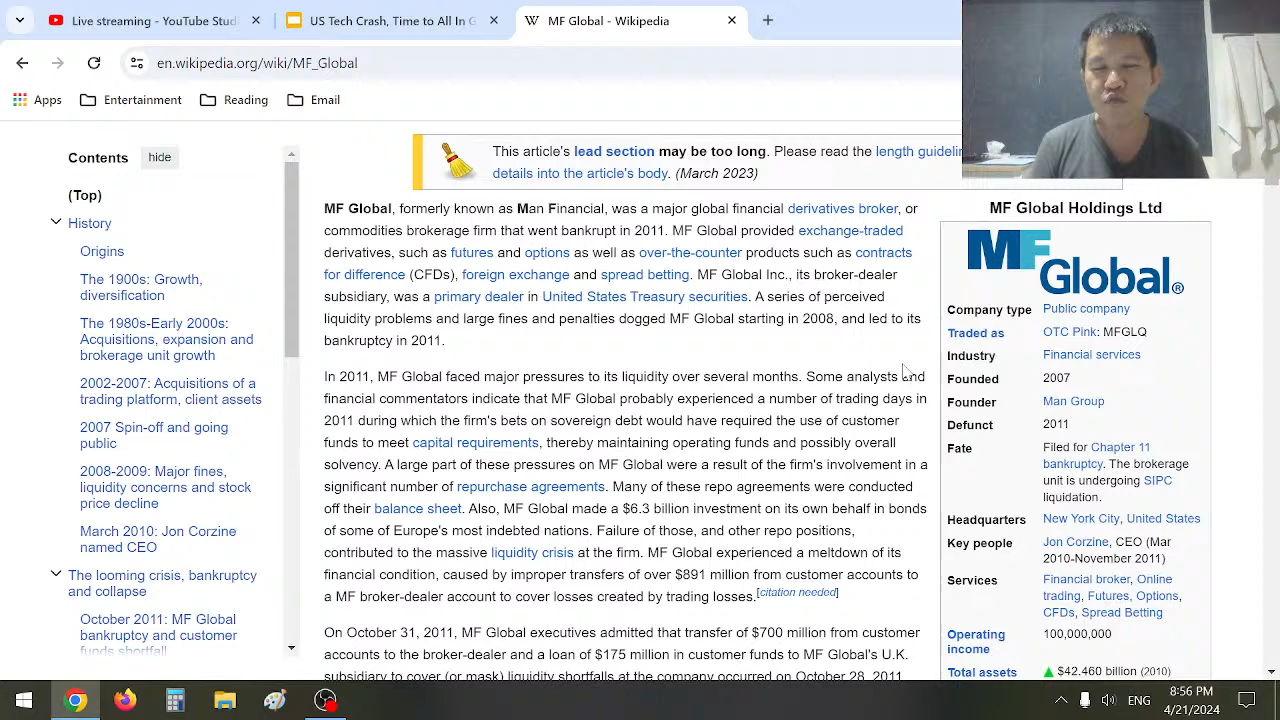 Live streaming - YouTube Stud
US Tech Crash, Time to All In G
MF Global - Wikipedia
en.wikipedia.org/wiki/MF_Global
Apps
Entertainment
Reading
Email
Contents
hide
(Top)
History
Origins
The 1900s: Growth,
diversification
The 1980s-Early 2000s:
Acquisitions, expansion and
brokerage unit growth
2002-2007: Acquisitions of a
trading platform, client assets
2007 Spin-off and going
public
2008-2009: Major fines,
liquidity concerns and stock
price decline
March 2010: Jon Corzine
named CEO
The looming crisis, bankruptcy
and collapse
October 2011: MF Global
bankruptcy and customer
funds shortfall
This article's lead section may be too long. Please read the length guidelin
details into the article's body. (March 2023)
MF Global, formerly known as Man Financial, was a major global financial derivatives broker, or
commodities brokerage firm that went bankrupt in 2011. MF Global provided exchange-traded
derivatives, such as futures and options as well as over-the-counter products such as contracts
for difference (CFDs), foreign exchange and spread betting. MF Global Inc., its broker-dealer
subsidiary, was a primary dealer in United States Treasury securities. A series of perceived
liquidity problems and large fines and penalties dogged MF Global starting in 2008, and led to its
bankruptcy in 2011.
In 2011, MF Global faced major pressures to its liquidity over several months. Some analysts and
financial commentators indicate that MF Global probably experienced a number of trading days in
2011 during which the firm's bets on sovereign debt would have required the use of customer
funds to meet capital requirements, thereby maintaining operating funds and possibly overall
solvency. A large part of these pressures on MF Global were a result of the firm's involvement in a
significant number of repurchase agreements. Many of these repo agreements were conducted
off their balance sheet. Also, MF Global made a $6.3 billion investment on its own behalf in bonds
of some of Europe's most indebted nations. Failure of those, and other repo positions,
contributed to the massive liquidity crisis at the firm. MF Global experienced a meltdown of its
financial condition, caused by improper transfers of over $891 million from customer accounts to
a MF broker-dealer account to cover losses created by trading losses.[citation needed]
On October 31, 2011, MF Global executives admitted that transfer of $700 million from customer
accounts to the broker-dealer and a loan of $175 million in customer funds to MF Global's U.K.
subsidiary to cover (or mask) liquidity shortfalls at the company occurred on October 28, 2011
MF Global Holdings Ltd
MF
Global®
Company type Public company
Traded as OTC Pink: MFGLQ
Industry Financial services
Founded 2007
Founder Man Group
Defunct 2011
Fate Filed for Chapter 11
bankruptcy. The brokerage
unit is undergoing SIPC
liquidation.
Headquarters New York City, United States
Key people Jon Corzine, CEO (Mar
2010-November 2011)
Services Financial broker, Online
trading, Futures, Options,
CFDs, Spread Betting
Operating 100,000,000
income
Total assets ▲ $42.460 billion (2010)
ENG
8:56 PM
4/21/2024